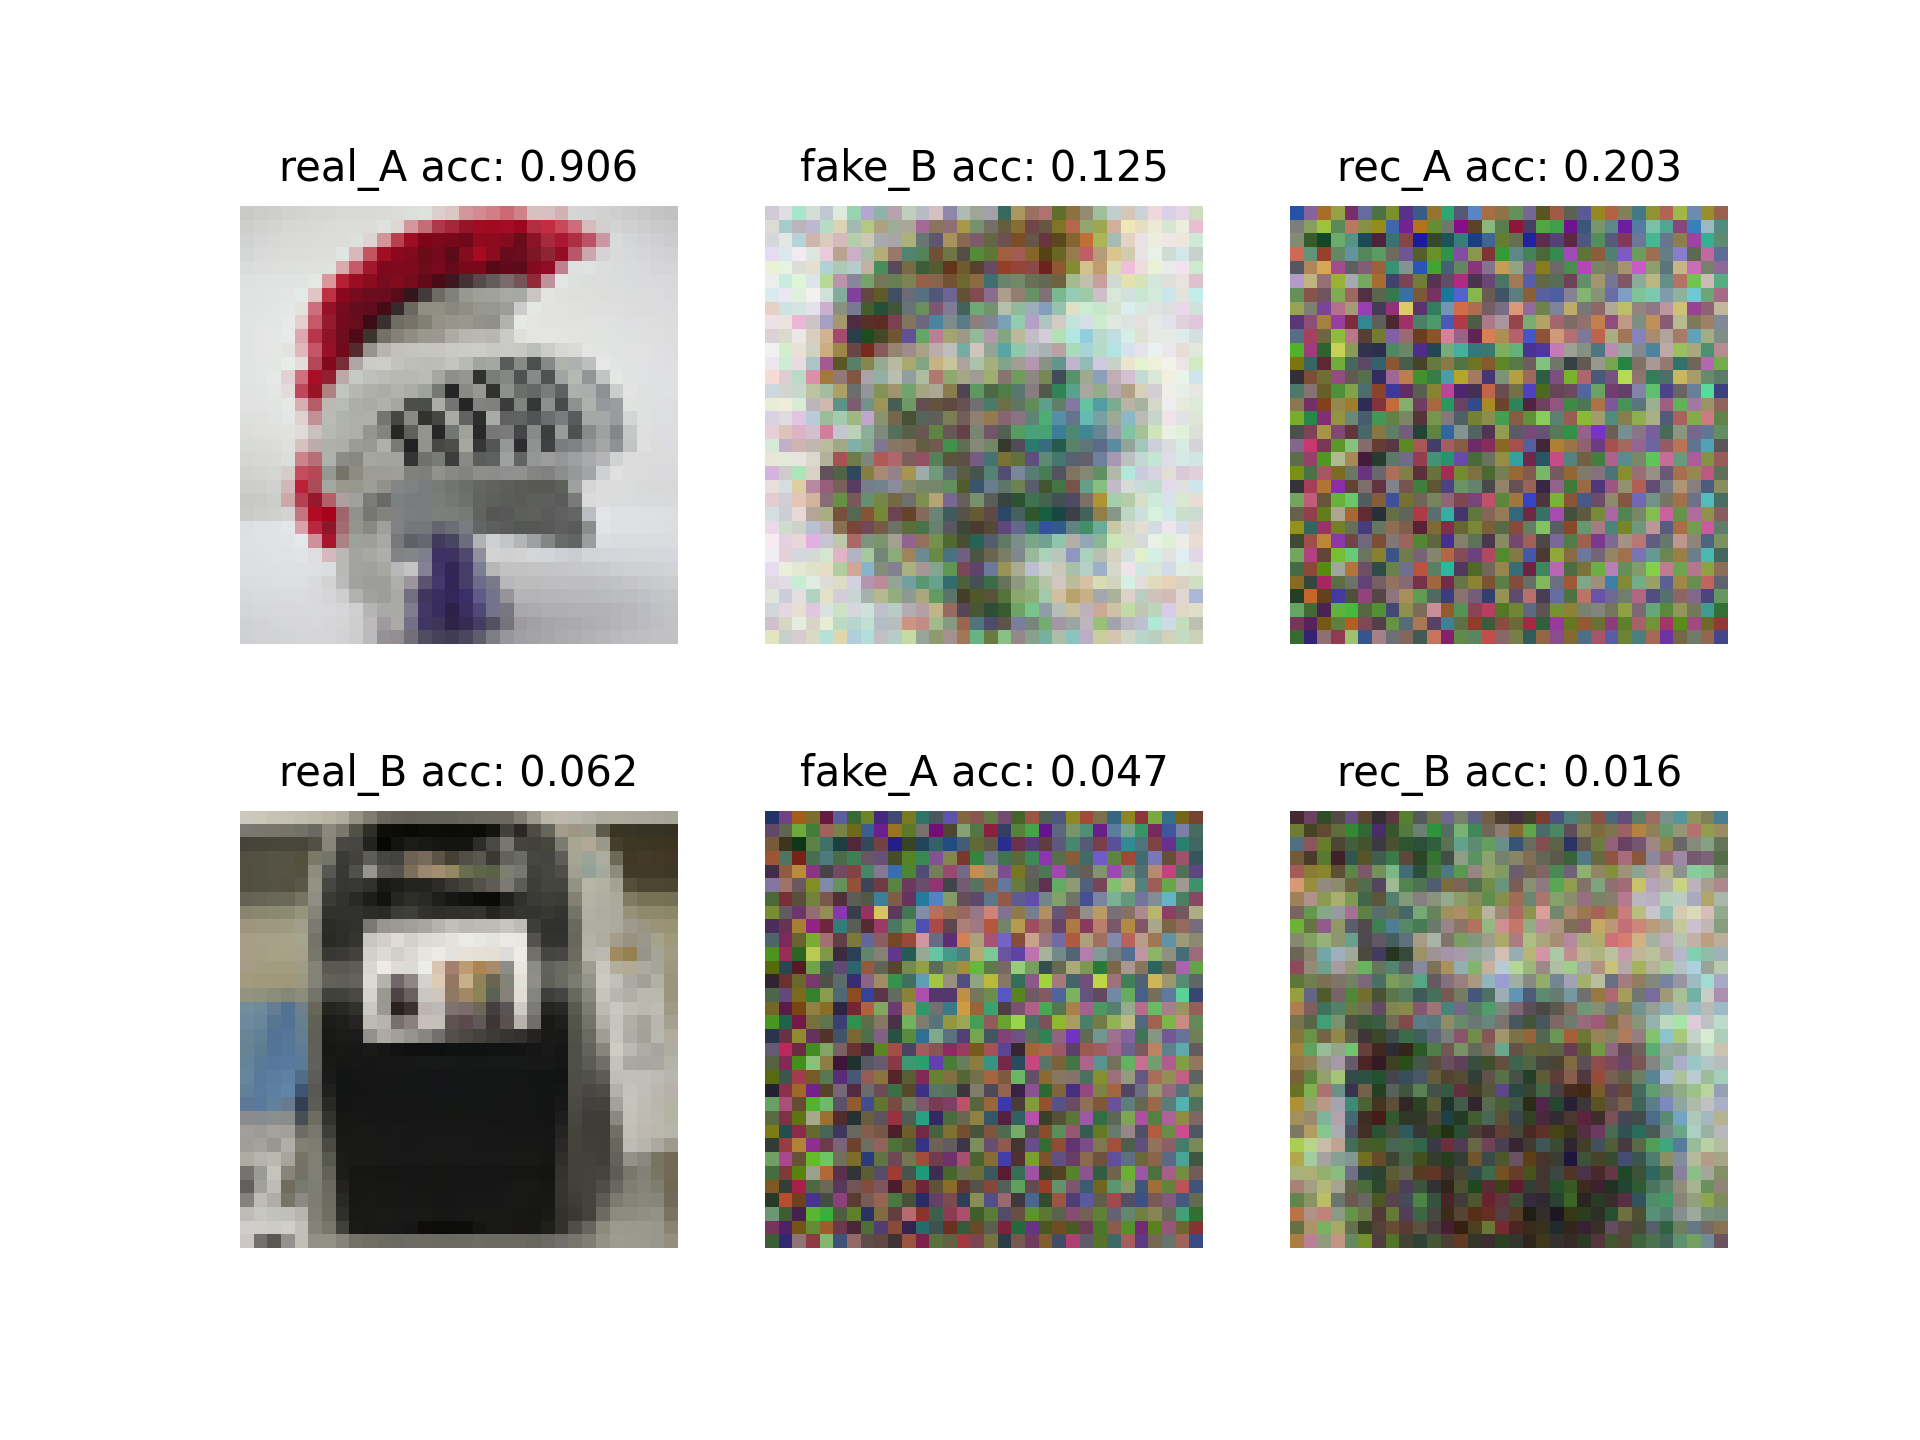 real_A acc: 0.906
fake_B acc: 0.125
rec_A acc: 0.203
real_B acc: 0.062
fake_A acc: 0.047
rec_B acc: 0.016